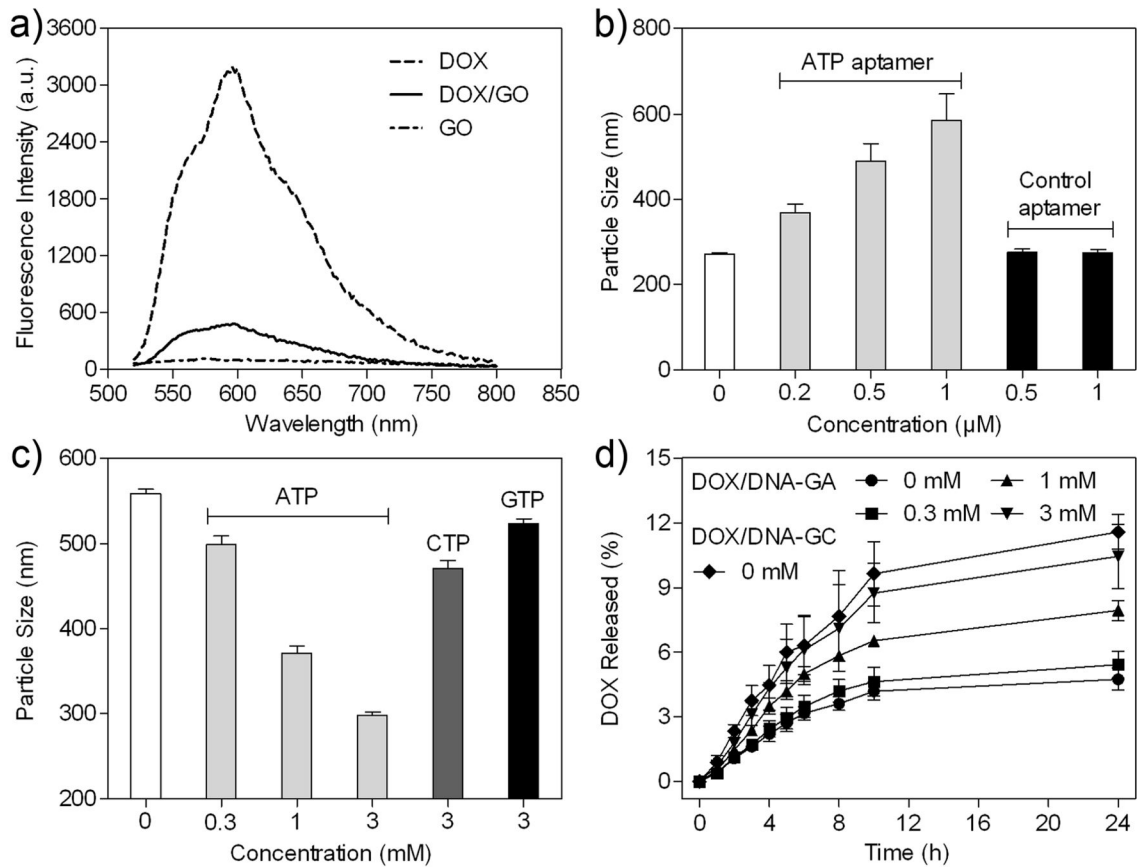 a)
3600
3000
2400
1800
1200
600
0
Fluorescence Intensity (a.u.)
DOX
DOX/GO
GO
500 550 600 650 700 750 800 850
Wavelength (nm)
b)
800
600
400
200
0
Particle Size (nm)
ATP aptamer
Control
aptamer
0 0.2 0.5 1 0.5 1
Concentration (µM)
c)
600
500
400
300
200
Particle Size (nm)
ATP
CTP
GTP
0 0.3 1 3 3 3
Concentration (mM)
d)
15
12
9
6
3
0
DOX Released (%)
DOX/DNA-GA 0 mM 1 mM
0.3 mM 3 mM
DOX/DNA-GC
0 mM
0 4 8 12 16 20 24
Time (h)